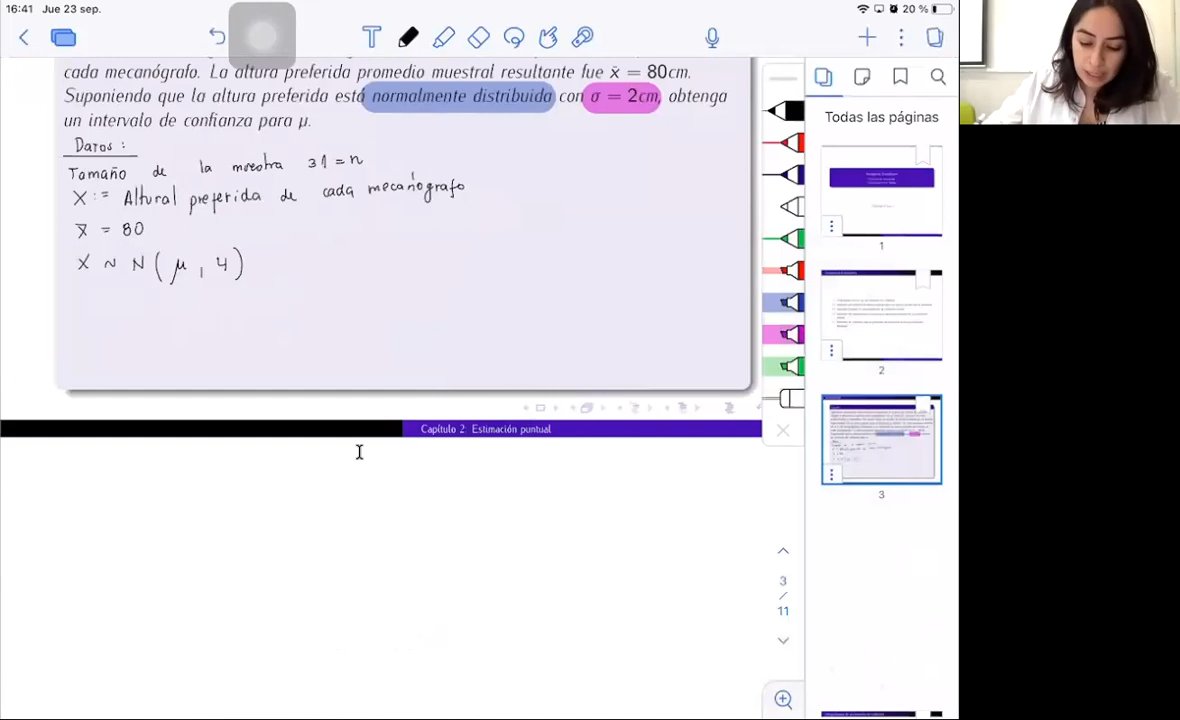 16:41 Jue 23 sep.
20 %
cada mecanógrafo. La altura preferida promedio muestral resultante fue x̄ = 80cm.
Suponiendo que la altura preferida está normalmente distribuida con σ = 2cm, obtenga
un intervalo de confianza para μ.
Datos :
Tamaño de la muestra 31 = n
X := Altural preferida de cada mecanógrafo
x̄ = 80
X ~ N ( μ , 4 )
Capítulo 2. Estimación puntual
3
/
11
Todas las páginas
1
2
3